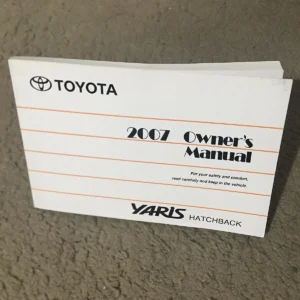 TOYOTA
2007 Owner's
Manual
For your safety and comfort,
read carefully and keep in the vehicle.
YARIS HATCHBACK